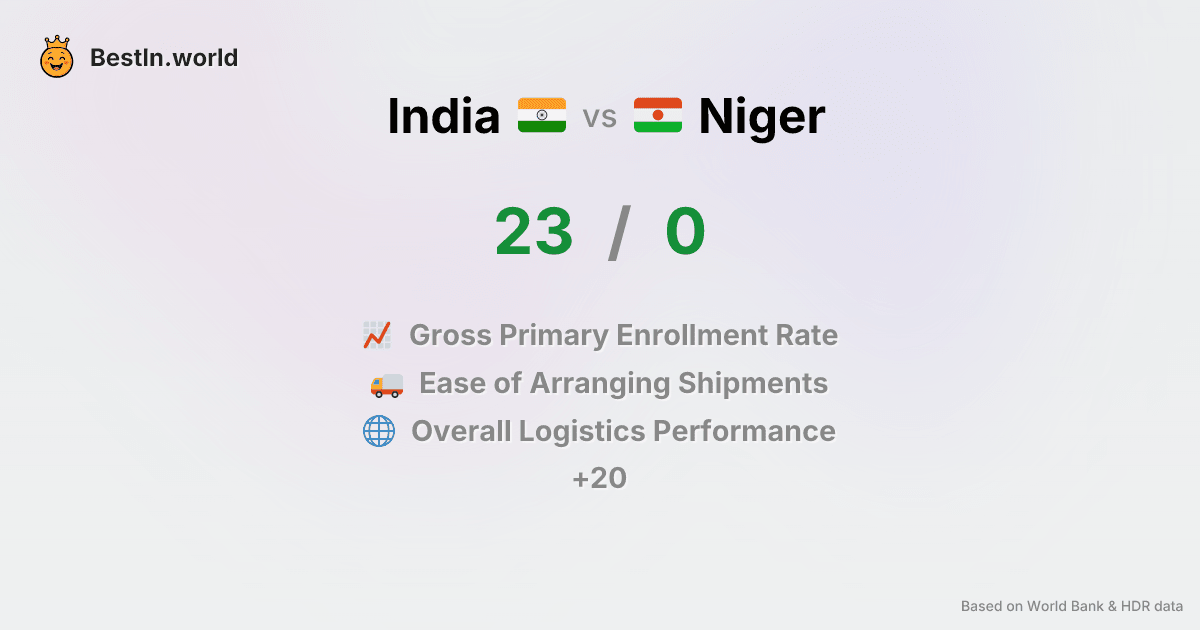 BestIn.world
India vs Niger
23 / 0
Gross Primary Enrollment Rate
Ease of Arranging Shipments
Overall Logistics Performance
+20
Based on World Bank & HDR data